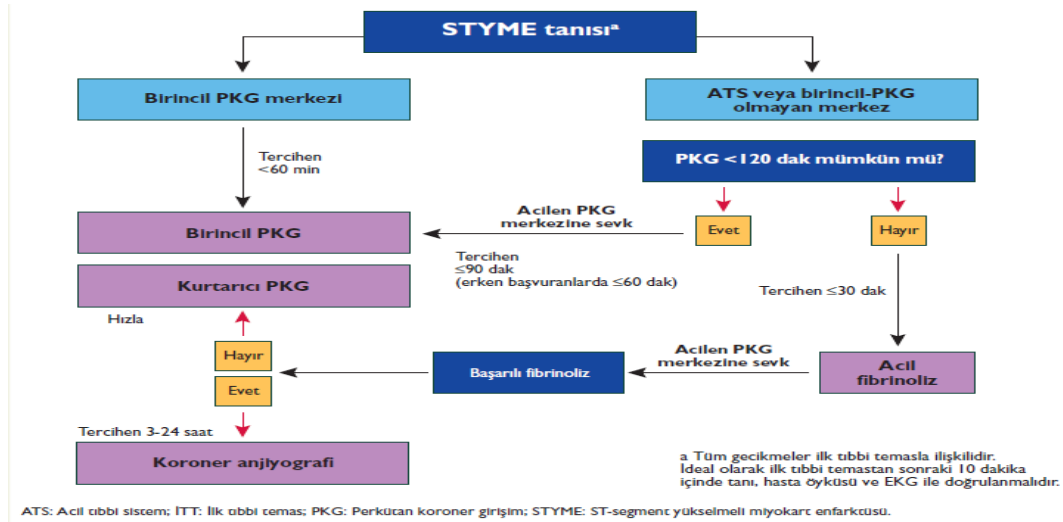 STYME tanısıᵃ
Birincil PKG merkezi
ATS veya birincil-PKG
olmayan merkez
PKG <120 dak mümkün mü?
Tercihen
<60 min
Birincil PKG
Acilen PKG
merkezine sevk
Evet
Hayır
Tercihen
≤90 dak
(erken başvuranlarda ≤60 dak)
Kurtarıcı PKG
Tercihen ≤30 dak
Hızla
Hayır
Evet
Başarılı fibrinoliz
Acilen PKG
merkezine sevk
Acil
fibrinoliz
Tercihen 3-24 saat
Koroner anjiyografi
a Tüm gecikmeler ilk tıbbi temasla ilişkilidir.
İdeal olarak ilk tıbbi temastan sonraki 10 dakika
içinde tanı, hasta öyküsü ve EKG ile doğrulanmalıdır.
ATS: Acil tıbbi sistem; İTT: İlk tıbbi temas; PKG: Perkütan koroner girişim; STYME: ST-segment yükselmeli miyokart enfarktüsü.